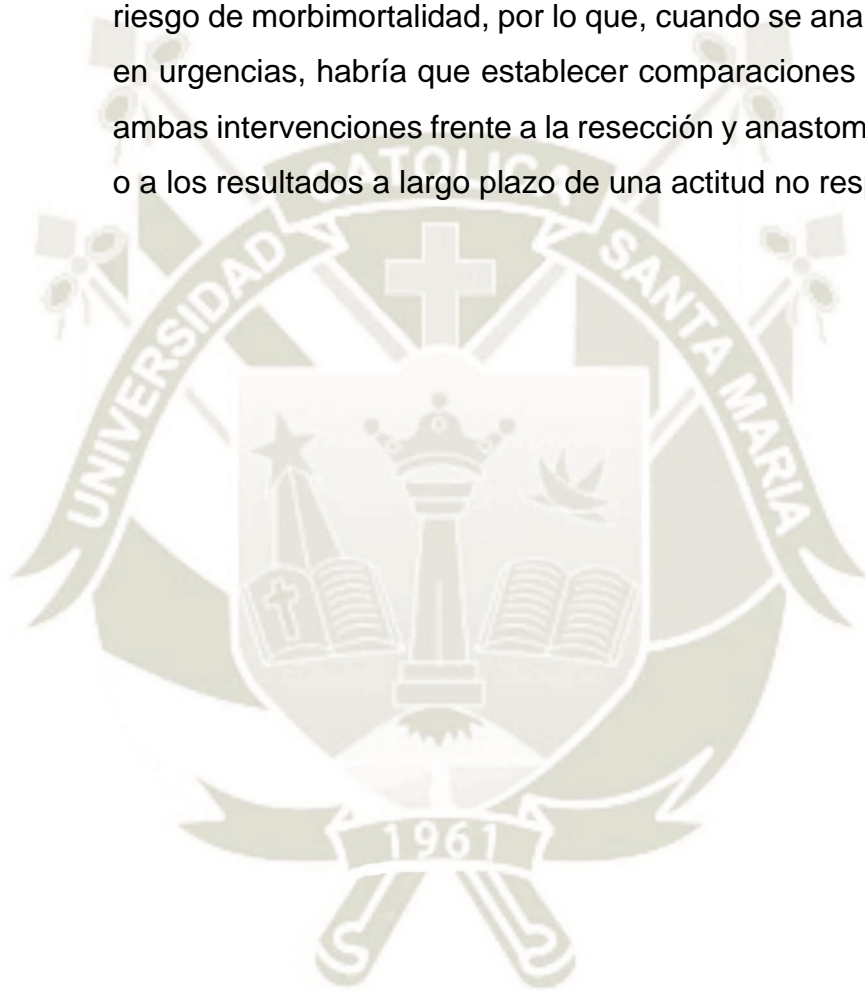 riesgo de morbimortalidad, por lo que, cuando se ana
en urgencias, habría que establecer comparaciones
ambas intervenciones frente a la resección y anastom
o a los resultados a largo plazo de una actitud no res
CATOLICA
UNIVERSIDAD
SANTA MARIA
1961